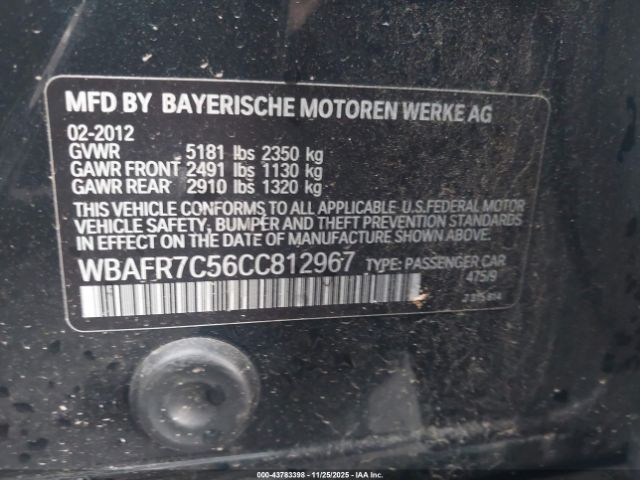 MFD BY BAYERISCHE MOTOREN WERKE AG
02-2012
GVWR 5181 lbs 2350 kg
GAWR FRONT 2491 lbs 1130 kg
GAWR REAR 2910 lbs 1320 kg
THIS VEHICLE CONFORMS TO ALL APPLICABLE U.S.FEDERAL MOTOR
VEHICLE SAFETY, BUMPER AND THEFT PREVENTION STANDARDS
IN EFFECT ON THE DATE OF MANUFACTURE SHOWN ABOVE.
WBAFR7C56CC812967 TYPE: PASSENGER CAR
475/9
000-43783398 - 11/25/2025 - IAA Inc.